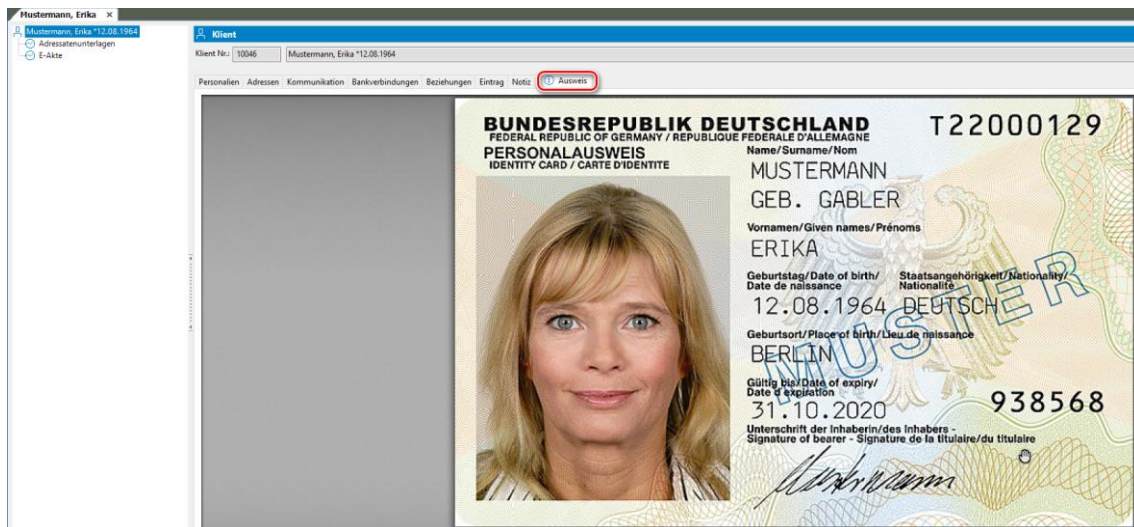 Mustermann, Erika ×
Mustermann, Erika *12.08.1964
Adressatenunterlagen
E-Akte
Klient
Klient Nr.: 10046 Mustermann, Erika *12.08.1964
Personalien Adressen Kommunikation Bankverbindungen Beziehungen Eintrag Notiz Ausweis
BUNDESREPUBLIK DEUTSCHLAND T22000129
FEDERAL REPUBLIC OF GERMANY / REPUBLIQUE FEDERALE D'ALLEMAGNE
PERSONALAUSWEIS
IDENTITY CARD / CARTE D'IDENTITE
Name/Surname/Nom
MUSTERMANN
GEB. GABLER
Vornamen/Given names/Prénoms
ERIKA
Geburtstag/Date of birth/ Staatsangehörigkeit/Nationality/
Date de naissance Nationalité
12.08.1964 DEUTSCH
Geburtsort/Place of birth/Lieu de naissance
BERLIN
MUSTER
Gültig bis/Date of expiry/
Date d'expiration
31.10.2020 938568
Unterschrift der Inhaberin/des Inhabers -
Signature of bearer - Signature de la titulaire/du titulaire
Mustermann